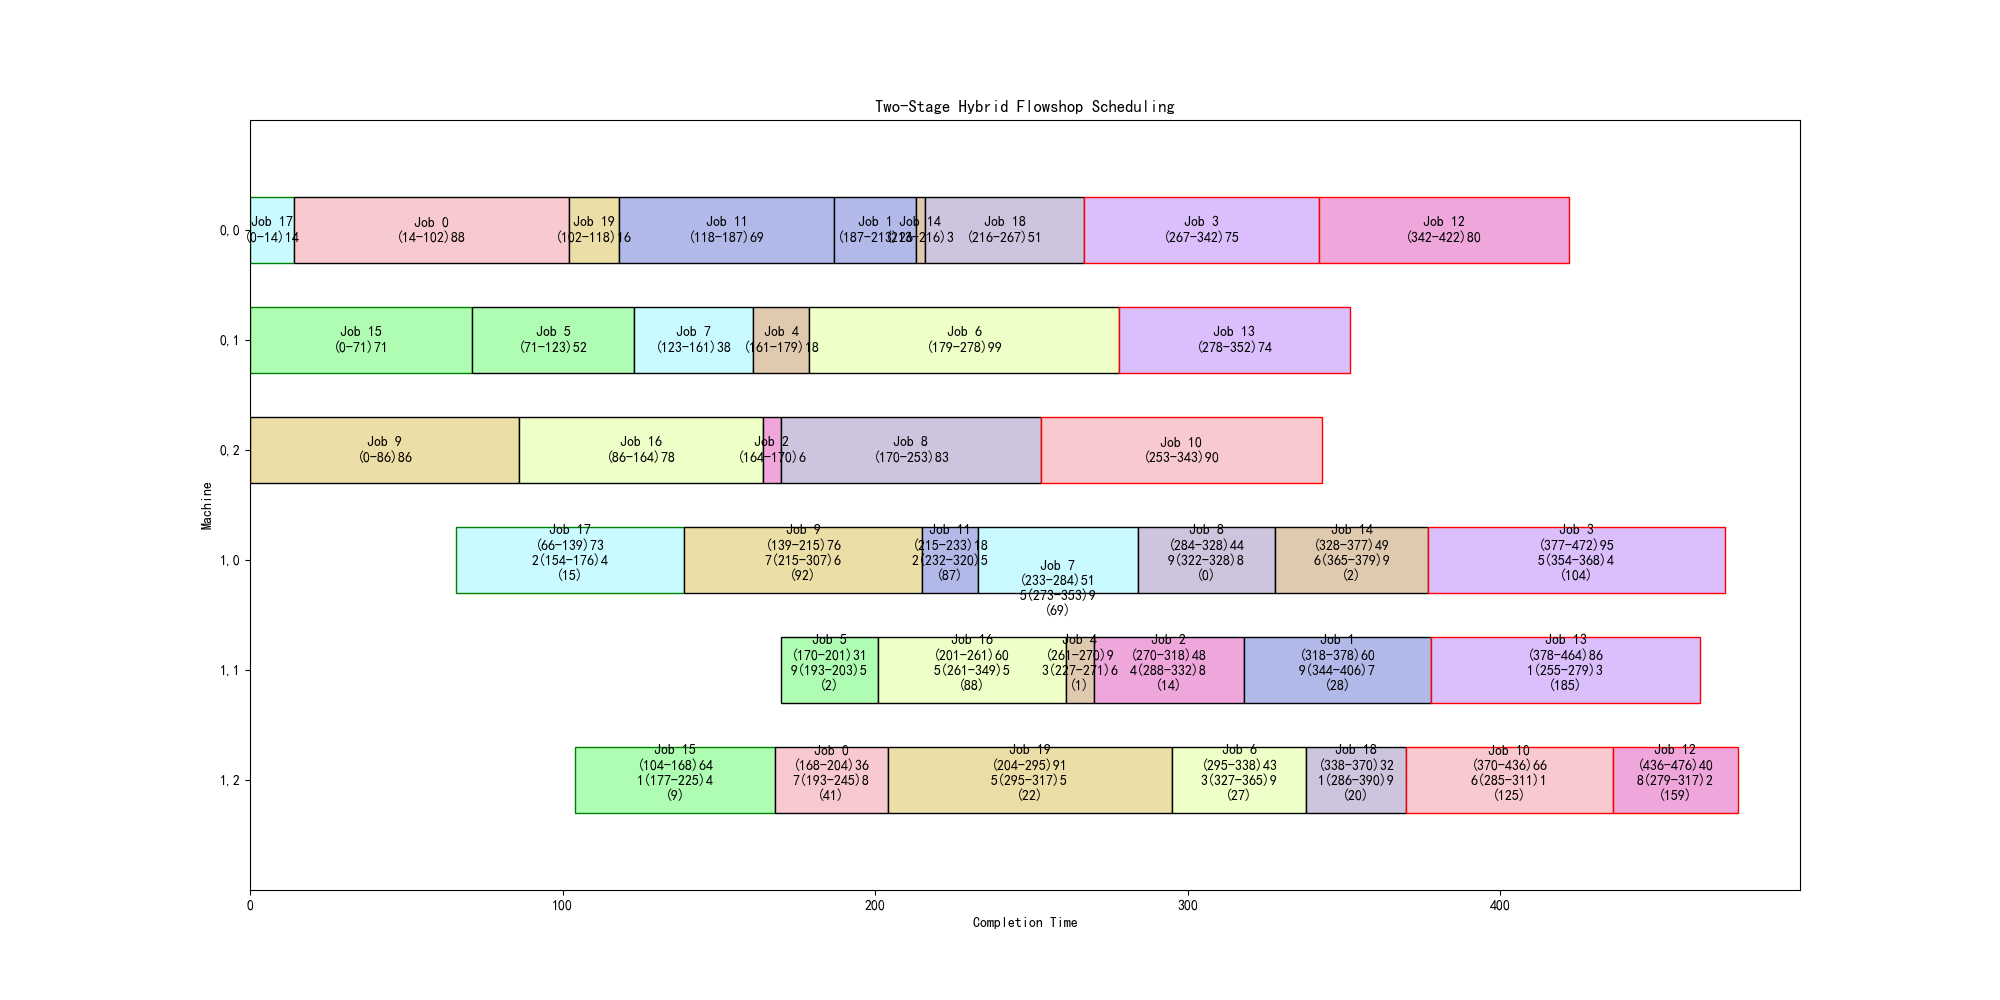 Two-Stage Hybrid Flowshop Scheduling
0,0
Job 17
(0-14)14
Job 0
(14-102)88
Job 19
(102-118)16
Job 11
(118-187)69
Job 1
(187-213)26
Job 14
(213-216)3
Job 18
(216-267)51
Job 3
(267-342)75
Job 12
(342-422)80
0,1
Job 15
(0-71)71
Job 5
(71-123)52
Job 7
(123-161)38
Job 4
(161-179)18
Job 6
(179-278)99
Job 13
(278-352)74
0,2
Job 9
(0-86)86
Job 16
(86-164)78
Job 2
(164-170)6
Job 8
(170-253)83
Job 10
(253-343)90
Machine
1,0
Job 17
(66-139)73
2(154-176)4
(15)
Job 9
(139-215)76
7(215-307)6
(92)
Job 11
(215-233)18
2(232-320)5
(87)
Job 7
(233-284)51
5(273-353)9
(69)
Job 8
(284-328)44
9(322-328)8
(0)
Job 14
(328-377)49
6(365-379)9
(2)
Job 3
(377-472)95
5(354-368)4
(104)
1,1
Job 5
(170-201)31
9(193-203)5
(2)
Job 16
(201-261)60
5(261-349)5
(88)
Job 4
(261-270)9
3(227-271)6
(1)
Job 2
(270-318)48
4(288-332)8
(14)
Job 1
(318-378)60
9(344-406)7
(28)
Job 13
(378-464)86
1(255-279)3
(185)
1,2
Job 15
(104-168)64
1(177-225)4
(9)
Job 0
(168-204)36
7(193-245)8
(41)
Job 19
(204-295)91
5(295-317)5
(22)
Job 6
(295-338)43
3(327-365)9
(27)
Job 18
(338-370)32
1(286-390)9
(20)
Job 10
(370-436)66
6(285-311)1
(125)
Job 12
(436-476)40
8(279-317)2
(159)
0 100 200 300 400
Completion Time